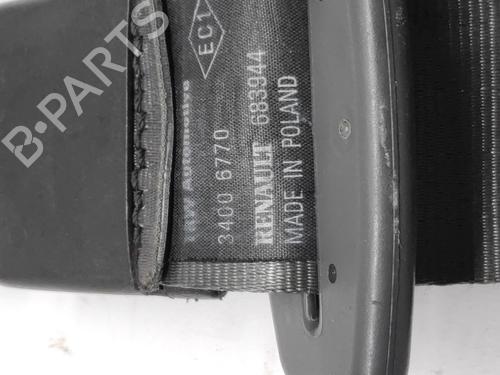 EC1
TRW Automotive
3400 6770
RENAULT 683944
MADE IN POLAND
B-PARTS